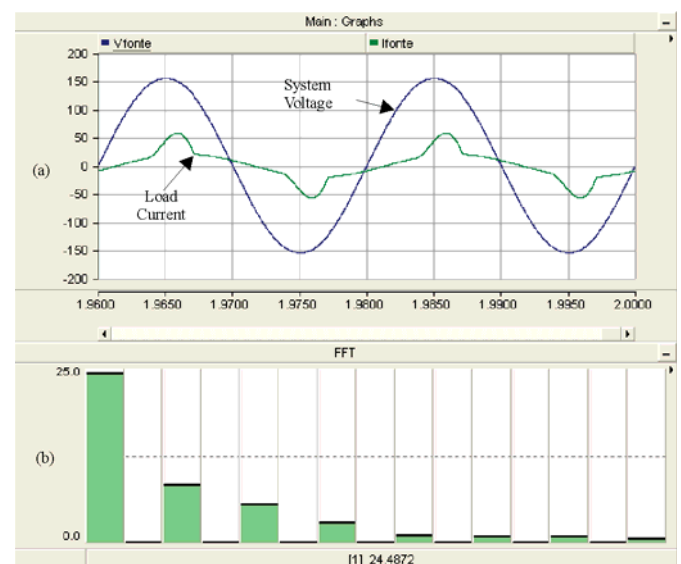 Main : Graphs
Vfonte Ifonte
200
150
System
Voltage
100
50
(a)
0
Load
Current
-50
-100
-150
-200
1.9600 1.9650 1.9700 1.9750 1.9800 1.9850 1.9900 1.9950 2.0000
FFT
25.0
(b)
0.0
[1] 24.4872